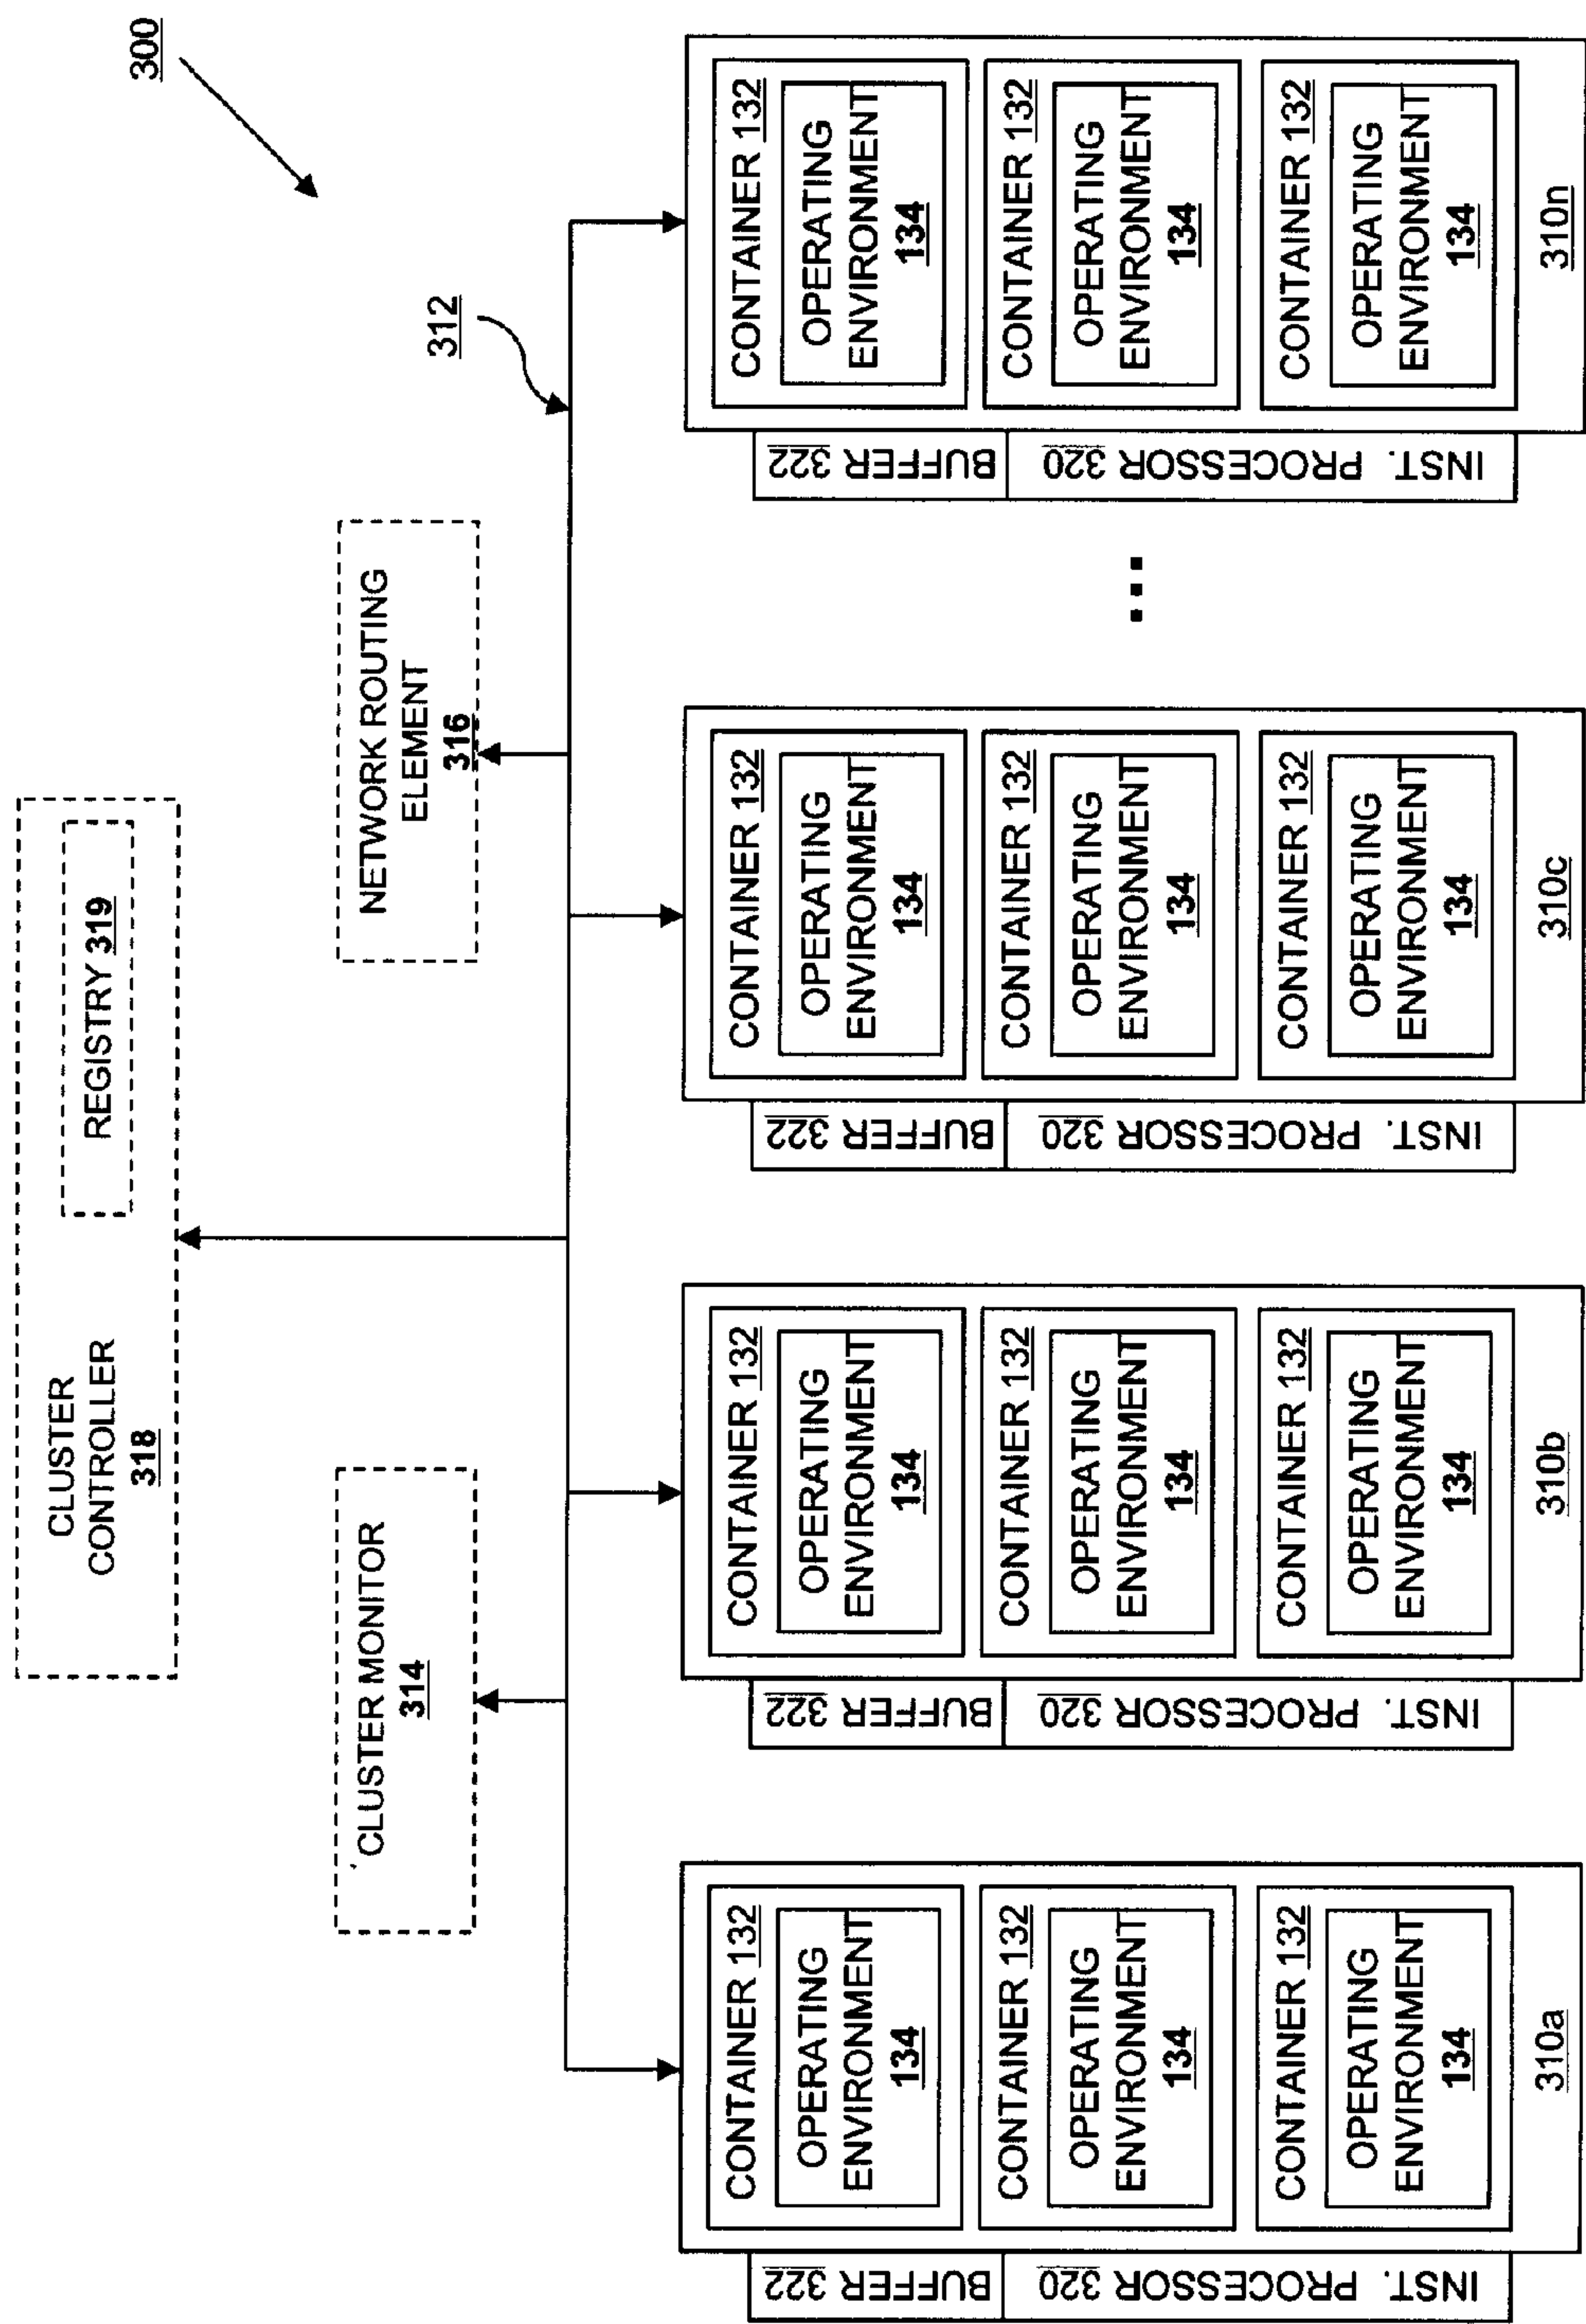 300
CLUSTER
CONTROLLER
318
REGISTRY 319
CLUSTER MONITOR
314
NETWORK ROUTING
ELEMENT
316
312
BUFFER 322
INST. PROCESSOR 320
CONTAINER 132
OPERATING
ENVIRONMENT
134
CONTAINER 132
OPERATING
ENVIRONMENT
134
CONTAINER 132
OPERATING
ENVIRONMENT
134
310a
BUFFER 322
INST. PROCESSOR 320
CONTAINER 132
OPERATING
ENVIRONMENT
134
CONTAINER 132
OPERATING
ENVIRONMENT
134
CONTAINER 132
OPERATING
ENVIRONMENT
134
310b
BUFFER 322
INST. PROCESSOR 320
CONTAINER 132
OPERATING
ENVIRONMENT
134
CONTAINER 132
OPERATING
ENVIRONMENT
134
CONTAINER 132
OPERATING
ENVIRONMENT
134
310c
...
BUFFER 322
INST. PROCESSOR 320
CONTAINER 132
OPERATING
ENVIRONMENT
134
CONTAINER 132
OPERATING
ENVIRONMENT
134
CONTAINER 132
OPERATING
ENVIRONMENT
134
310n